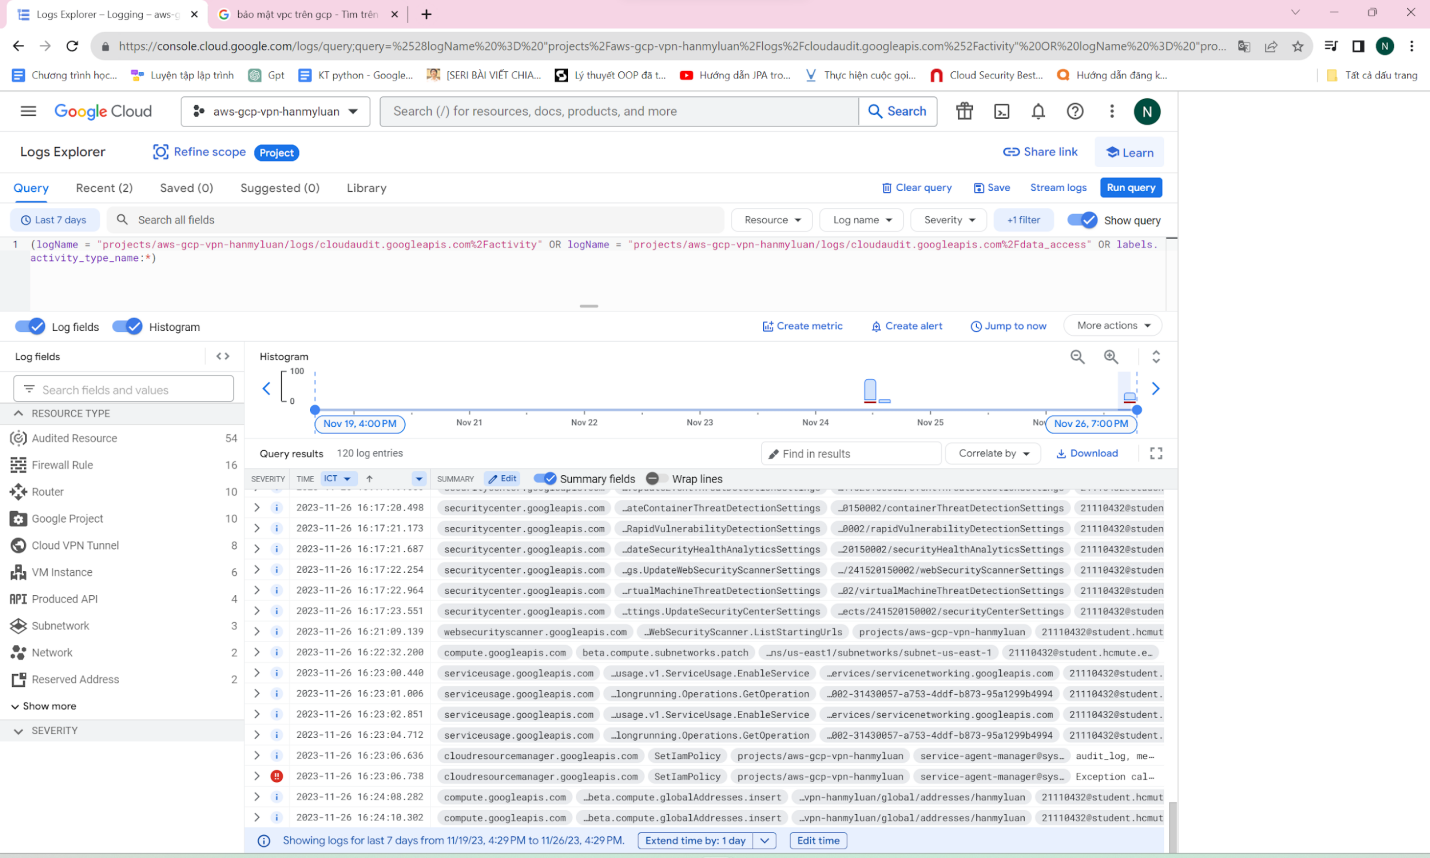 Logs Explorer – Logging – aws-g
bảo mật vpc trên gcp - Tìm trên
https://console.cloud.google.com/logs/query;query=%2528logName%20%3D%20"projects%2Faws-gcp-vpn-hanmyluan%2Flogs%2Fcloudaudit.googleapis.com%252Factivity"%20OR%20logName%20%3D%20"pro...
Chương trình học...
Luyện tập lập trình
Gpt
KT python - Google...
[SERI BÀI VIẾT CHIA...
Lý thuyết OOP đã t...
Hướng dẫn JPA tro...
Thực hiện cuộc gọi...
Cloud Security Best...
Hướng dẫn đăng k...
Tất cả dấu trang
Google Cloud
aws-gcp-vpn-hanmyluan
Search (/) for resources, docs, products, and more
Search
N
Logs Explorer
Refine scope
Project
Share link
Learn
Query
Recent (2)
Saved (0)
Suggested (0)
Library
Clear query
Save
Stream logs
Run query
Last 7 days
Search all fields
Resource
Log name
Severity
+1 filter
Show query
1 (logName = "projects/aws-gcp-vpn-hanmyluan/logs/cloudaudit.googleapis.com%2Factivity" OR logName = "projects/aws-gcp-vpn-hanmyluan/logs/cloudaudit.googleapis.com%2Fdata_access" OR labels.
activity_type_name:*)
Log fields
Histogram
Create metric
Create alert
Jump to now
More actions
Log fields
Search fields and values
RESOURCE TYPE
Audited Resource 54
Firewall Rule 16
Router 10
Google Project 10
Cloud VPN Tunnel 8
VM Instance 6
Produced API 4
Subnetwork 3
Network 2
Reserved Address 2
Show more
SEVERITY
Histogram
100
0
Nov 19, 4:00 PM
Nov 21
Nov 22
Nov 23
Nov 24
Nov 25
Nov
Nov 26, 7:00 PM
Query results 120 log entries
Find in results
Correlate by
Download
SEVERITY TIME ICT SUMMARY Edit Summary fields Wrap lines
2023-11-26 16:17:20.498 securitycenter.googleapis.com …ateContainerThreatDetectionSettings …0150002/containerThreatDetectionSettings 21110432@studen
2023-11-26 16:17:21.173 securitycenter.googleapis.com …RapidVulnerabilityDetectionSettings …0002/rapidVulnerabilityDetectionSettings 21110432@studen
2023-11-26 16:17:21.687 securitycenter.googleapis.com …dateSecurityHealthAnalyticsSettings …20150002/securityHealthAnalyticsSettings 21110432@studen
2023-11-26 16:17:22.254 securitycenter.googleapis.com …gs.UpdateWebSecurityScannerSettings …/241520150002/webSecurityScannerSettings 21110432@studen
2023-11-26 16:17:22.964 securitycenter.googleapis.com …rtualMachineThreatDetectionSettings …02/virtualMachineThreatDetectionSettings 21110432@studen
2023-11-26 16:17:23.551 securitycenter.googleapis.com …ttings.UpdateSecurityCenterSettings …ects/241520150002/securityCenterSettings 21110432@studen
2023-11-26 16:21:09.139 websecurityscanner.googleapis.com …WebSecurityScanner.ListStartingUrls projects/aws-gcp-vpn-hanmyluan 21110432@student.hcmut
2023-11-26 16:22:32.200 compute.googleapis.com beta.compute.subnetworks.patch …ns/us-east1/subnetworks/subnet-us-east-1 21110432@student.hcmute.e…
2023-11-26 16:23:00.440 serviceusage.googleapis.com …usage.v1.ServiceUsage.EnableService …ervices/servicenetworking.googleapis.com 21110432@student.
2023-11-26 16:23:01.006 serviceusage.googleapis.com …longrunning.Operations.GetOperation …002-31430057-a753-4ddf-b873-95a1299b4994 21110432@student.
2023-11-26 16:23:02.851 serviceusage.googleapis.com …usage.v1.ServiceUsage.EnableService …ervices/servicenetworking.googleapis.com 21110432@student.
2023-11-26 16:23:04.712 serviceusage.googleapis.com …longrunning.Operations.GetOperation …002-31430057-a753-4ddf-b873-95a1299b4994 21110432@student.
2023-11-26 16:23:06.636 cloudresourcemanager.googleapis.com SetIamPolicy projects/aws-gcp-vpn-hanmyluan service-agent-manager@sys… audit_log, me…
2023-11-26 16:23:06.738 cloudresourcemanager.googleapis.com SetIamPolicy projects/aws-gcp-vpn-hanmyluan service-agent-manager@sys… Exception cal…
2023-11-26 16:24:08.282 compute.googleapis.com …beta.compute.globalAddresses.insert …vpn-hanmyluan/global/addresses/hanmyluan 21110432@student.hcmut
2023-11-26 16:24:10.302 compute.googleapis.com …beta.compute.globalAddresses.insert …vpn-hanmyluan/global/addresses/hanmyluan 21110432@student.hcmut
Showing logs for last 7 days from 11/19/23, 4:29 PM to 11/26/23, 4:29 PM.
Extend time by: 1 day
Edit time